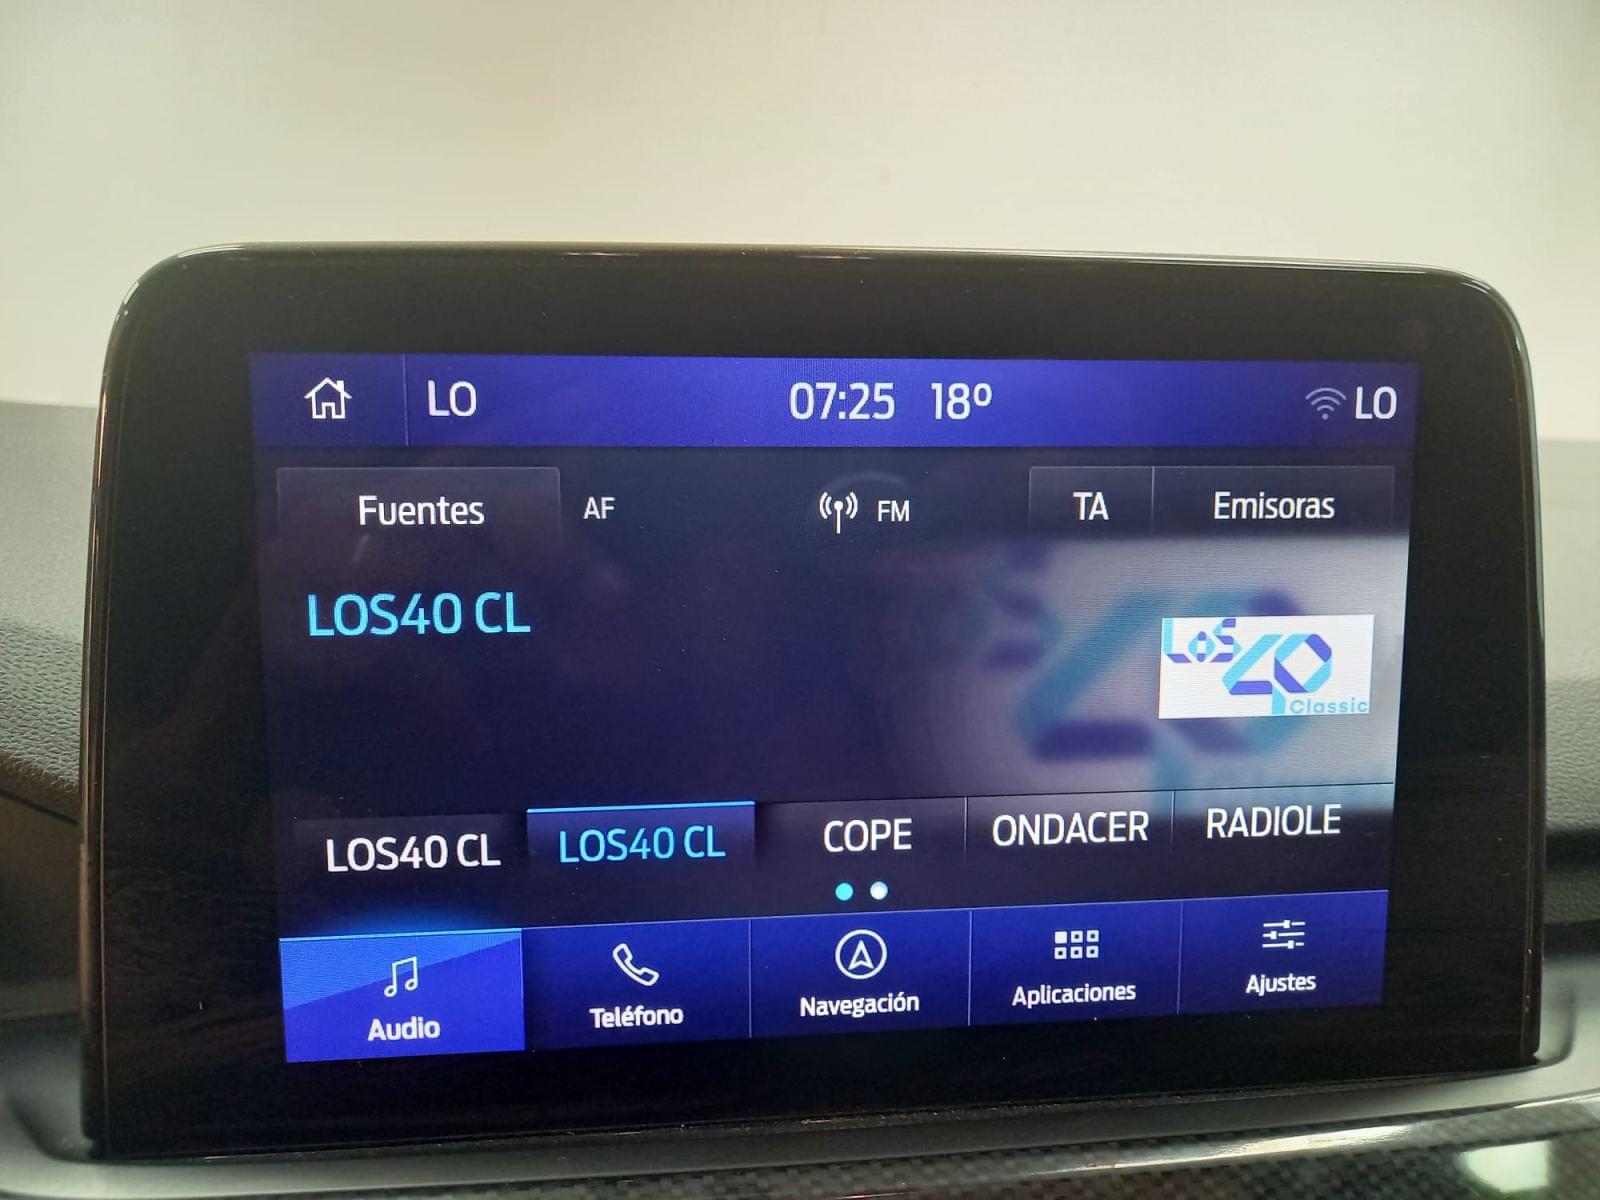 LO 07:25 18º LO
Fuentes AF FM TA Emisoras
LOS40 CL
LOS
40
Classic
LOS40 CL LOS40 CL COPE ONDACER RADIOLE
Audio Teléfono Navegación Aplicaciones Ajustes